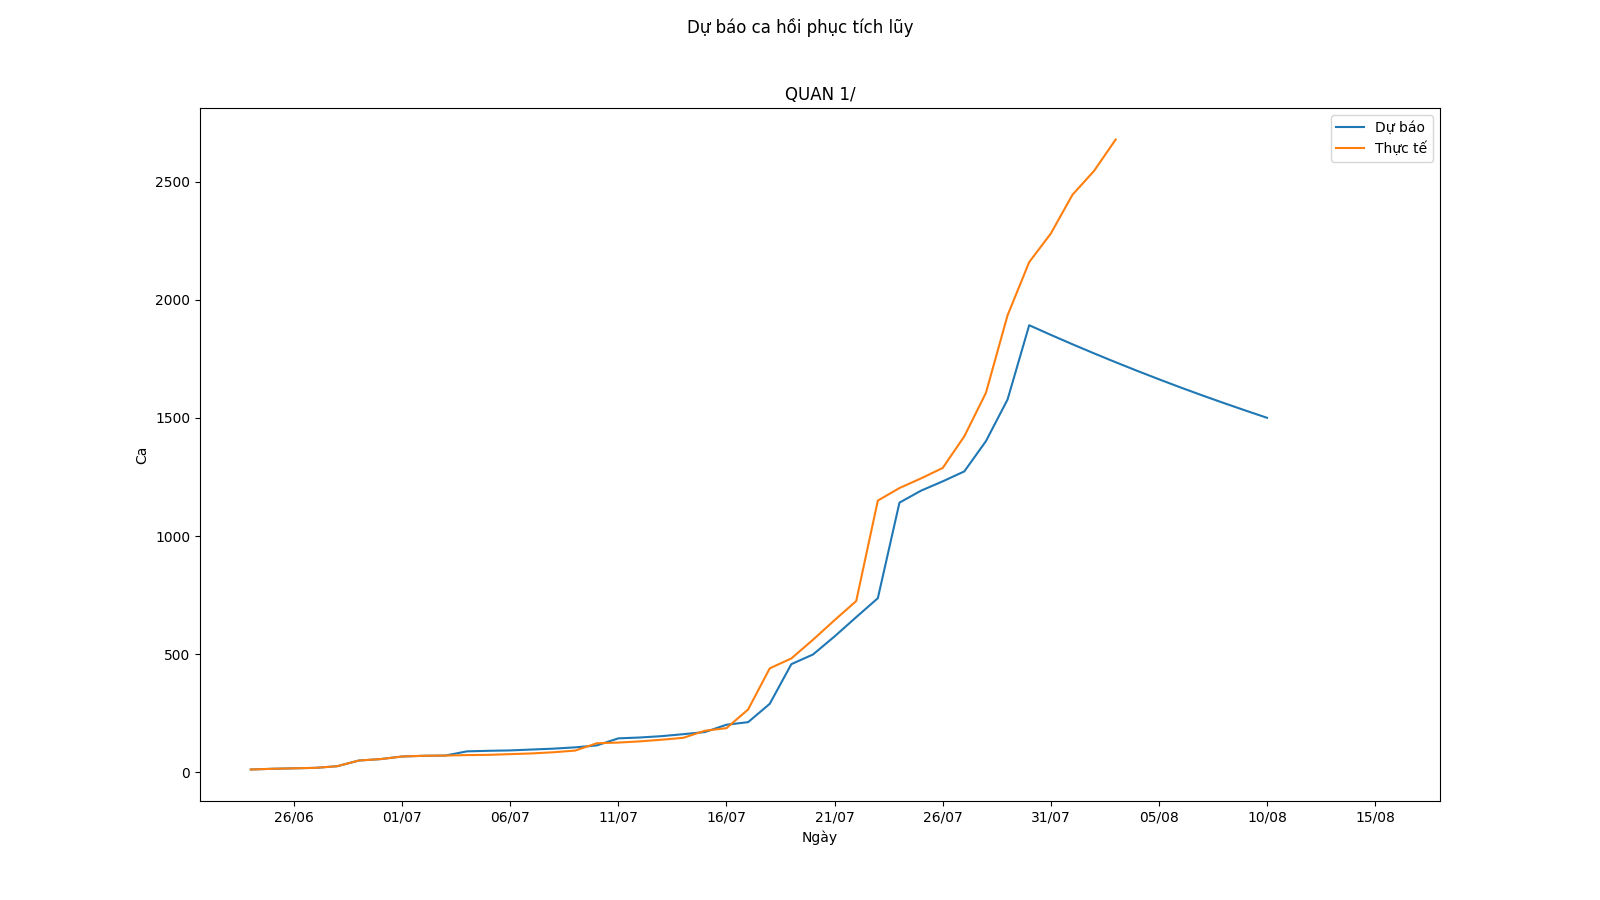 Dự báo ca hồi phục tích lũy
QUAN 1/
Dự báo
Thực tế
2500
2000
1500
1000
500
0
Ca
26/06 01/07 06/07 11/07 16/07 21/07 26/07 31/07 05/08 10/08 15/08
Ngày